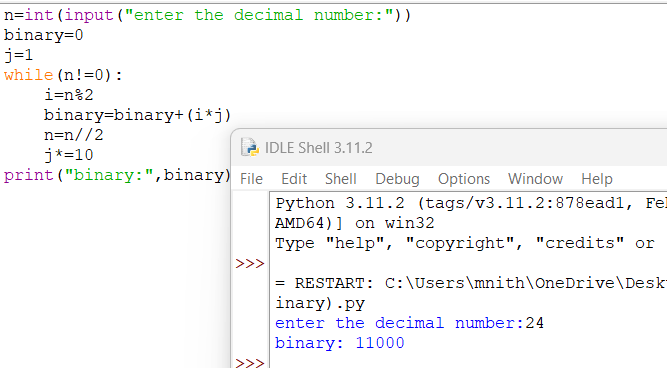 n=int(input("enter the decimal number:"))
binary=0
j=1
while(n!=0):
    i=n%2
    binary=binary+(i*j)
    n=n//2
    j*=10
print("binary:",binary)
IDLE Shell 3.11.2
File Edit Shell Debug Options Window Help
Python 3.11.2 (tags/v3.11.2:878ead1, Fe
AMD64)] on win32
Type "help", "copyright", "credits" or
>>>
= RESTART: C:\Users\mnith\OneDrive\Desk
inary).py
enter the decimal number:24
binary: 11000
>>>